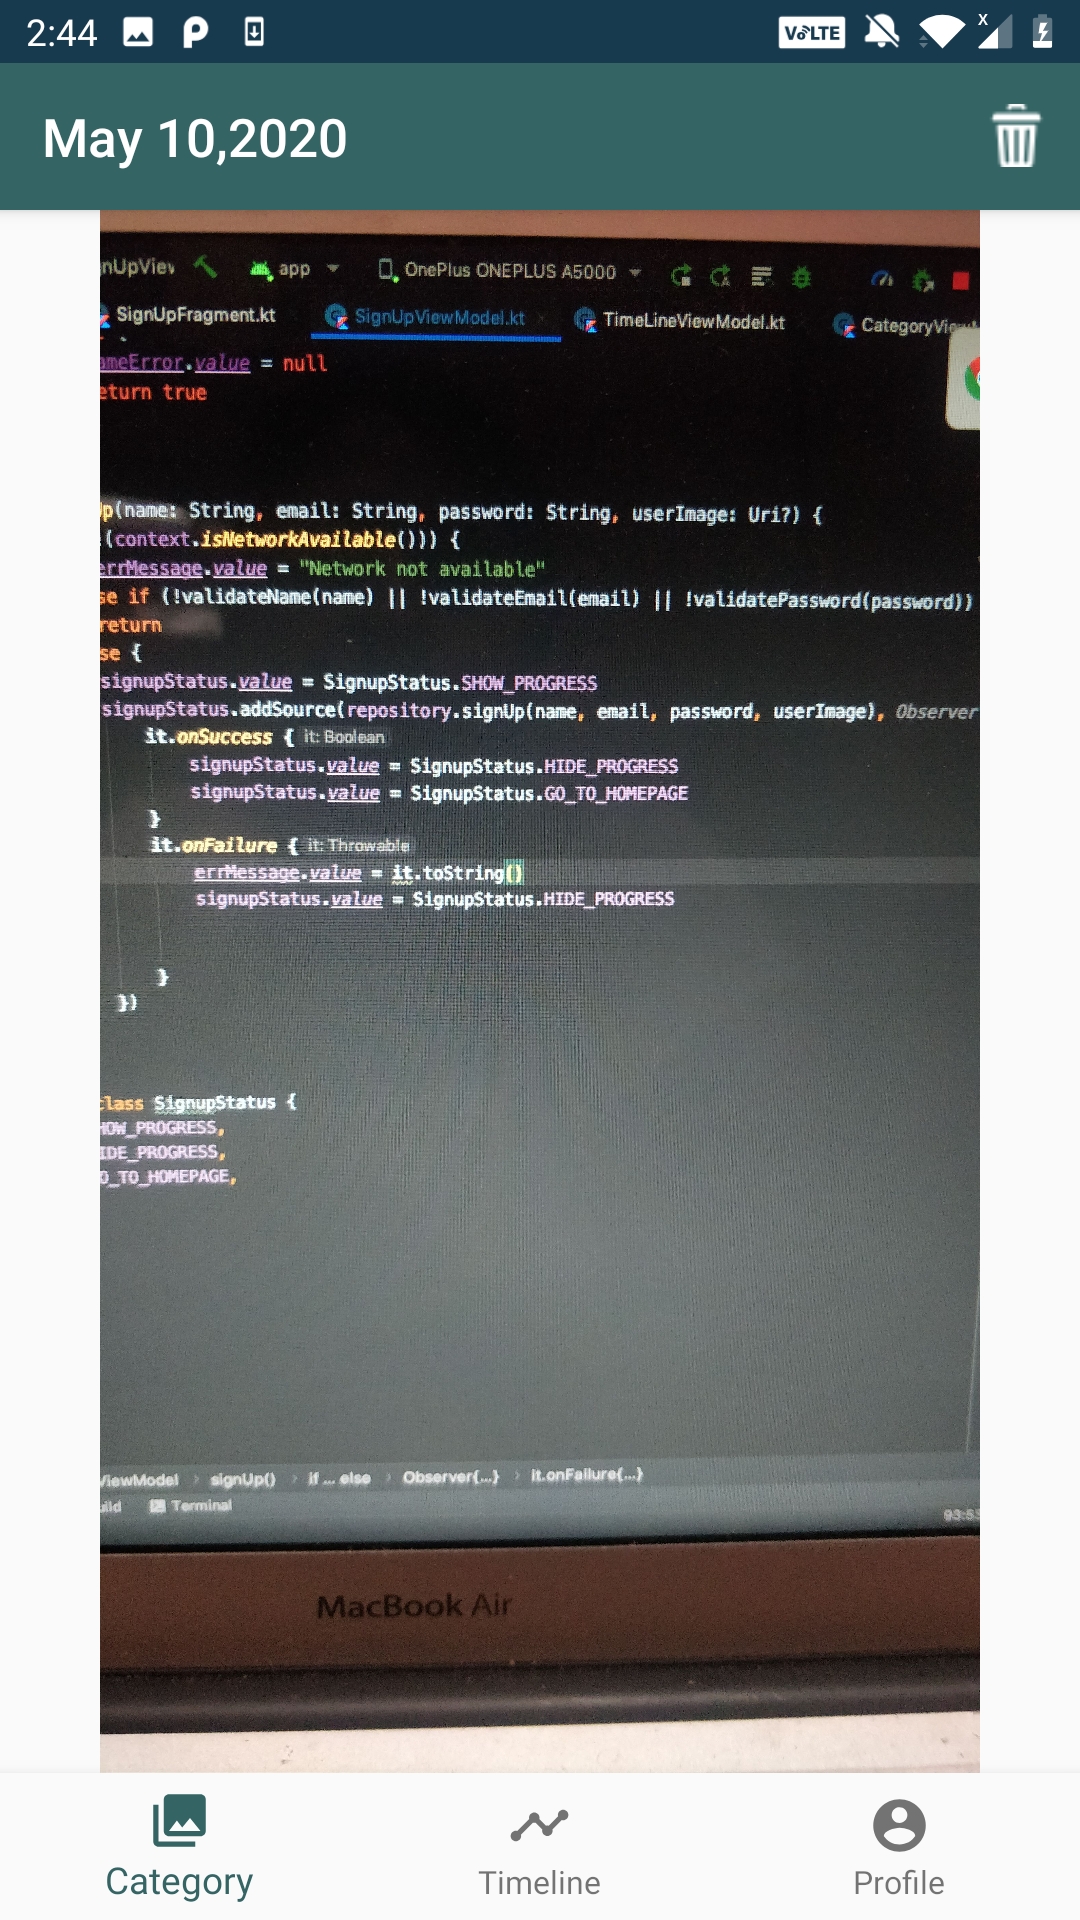 2:44
VoLTE
X
May 10,2020
nUpView app OnePlus ONEPLUS A5000
SignUpFragment.kt SignUpViewModel.kt TimeLineViewModel.kt CategoryView
ameError.value = null
eturn true
Up(name: String, email: String, password: String, userImage: Uri?) {
(context.isNetworkAvailable())) {
errMessage.value = "Network not available"
se if (!validateName(name) || !validateEmail(email) || !validatePassword(password))
return
se {
signupStatus.value = SignupStatus.SHOW_PROGRESS
signupStatus.addSource(repository.signUp(name, email, password, userImage), Observer
it.onSuccess { it: Boolean
signupStatus.value = SignupStatus.HIDE_PROGRESS
signupStatus.value = SignupStatus.GO_TO_HOMEPAGE
}
it.onFailure { it: Throwable
errMessage.value = it.toString()
signupStatus.value = SignupStatus.HIDE_PROGRESS
}
})
class SignupStatus {
HOW_PROGRESS,
IDE_PROGRESS,
O_TO_HOMEPAGE,
ViewModel › signUp() › if ... else › Observer{...} › it.onFailure{...}
uild Terminal
MacBook Air
Category Timeline Profile